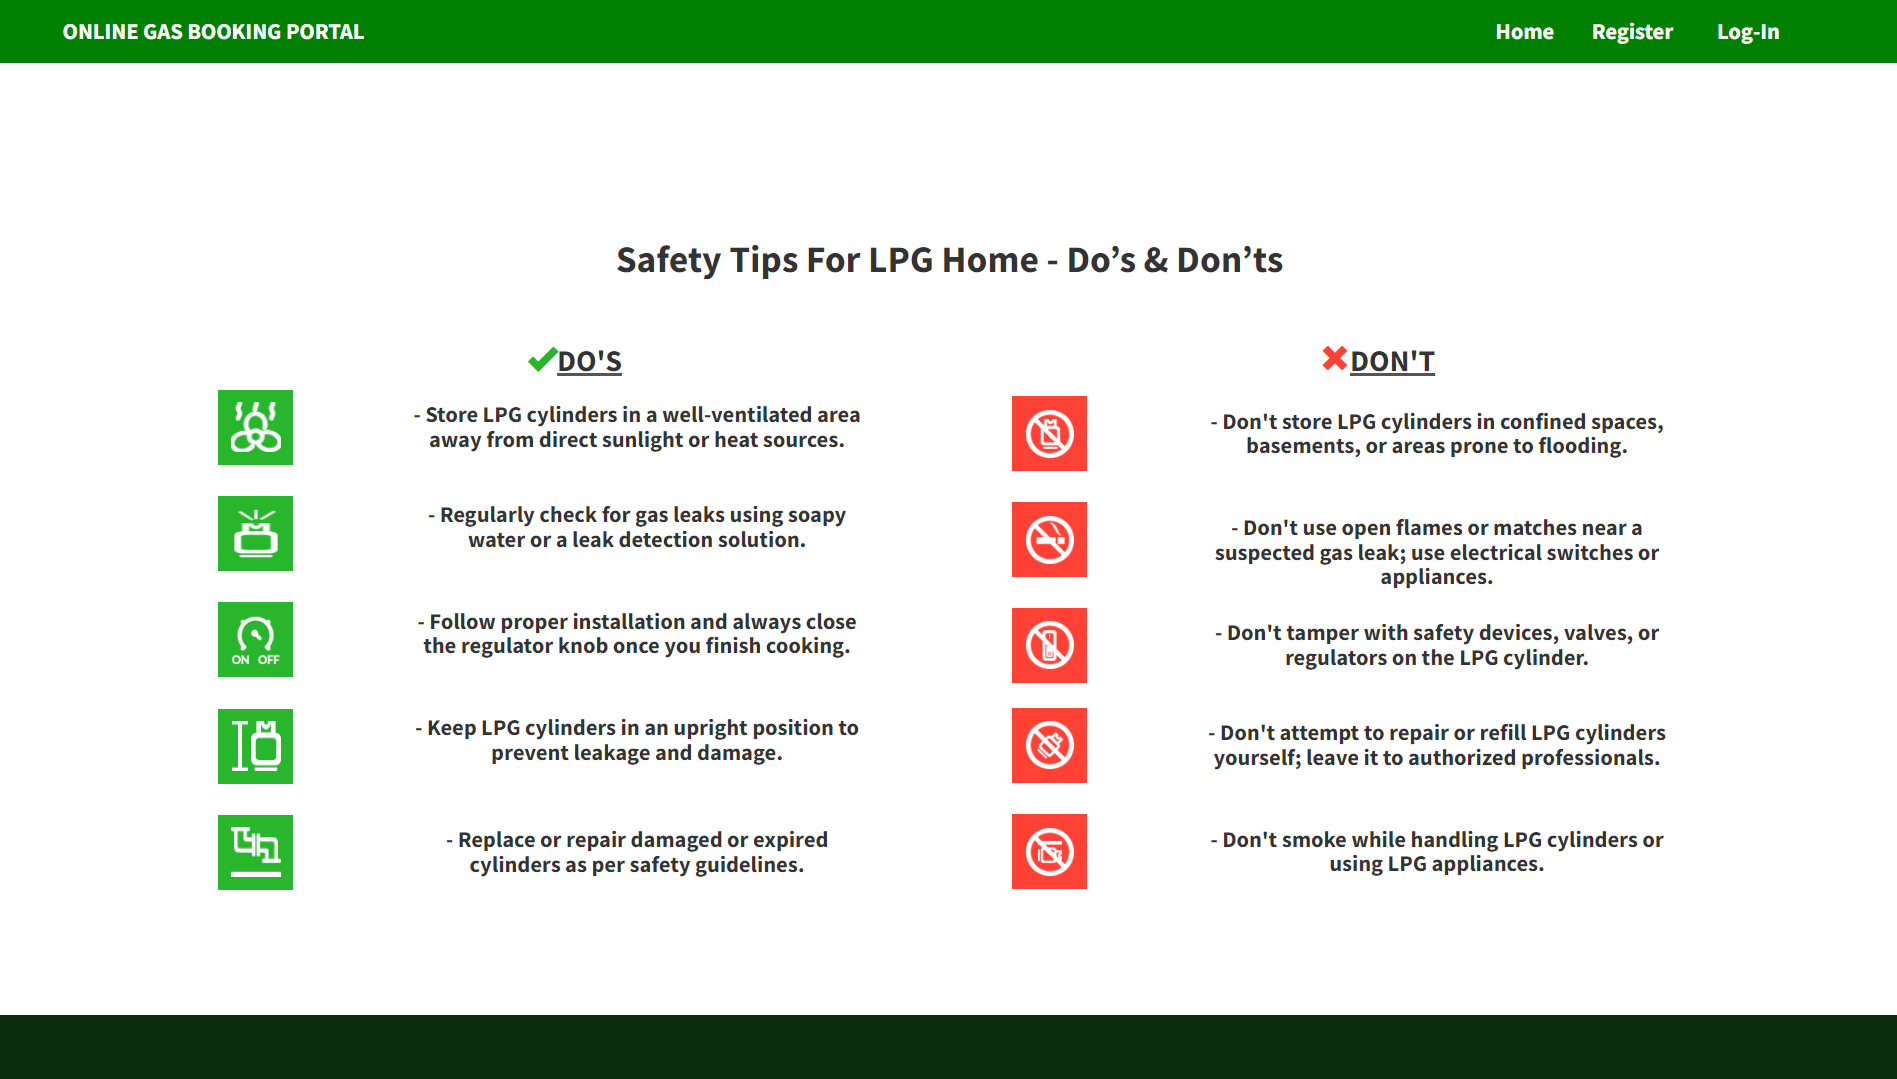 ONLINE GAS BOOKING PORTAL
Home Register Log-In
Safety Tips For LPG Home - Do’s & Don’ts
DO'S
- Store LPG cylinders in a well-ventilated area
away from direct sunlight or heat sources.
- Regularly check for gas leaks using soapy
water or a leak detection solution.
ON OFF
- Follow proper installation and always close
the regulator knob once you finish cooking.
- Keep LPG cylinders in an upright position to
prevent leakage and damage.
- Replace or repair damaged or expired
cylinders as per safety guidelines.
DON'T
- Don't store LPG cylinders in confined spaces,
basements, or areas prone to flooding.
- Don't use open flames or matches near a
suspected gas leak; use electrical switches or
appliances.
- Don't tamper with safety devices, valves, or
regulators on the LPG cylinder.
- Don't attempt to repair or refill LPG cylinders
yourself; leave it to authorized professionals.
- Don't smoke while handling LPG cylinders or
using LPG appliances.